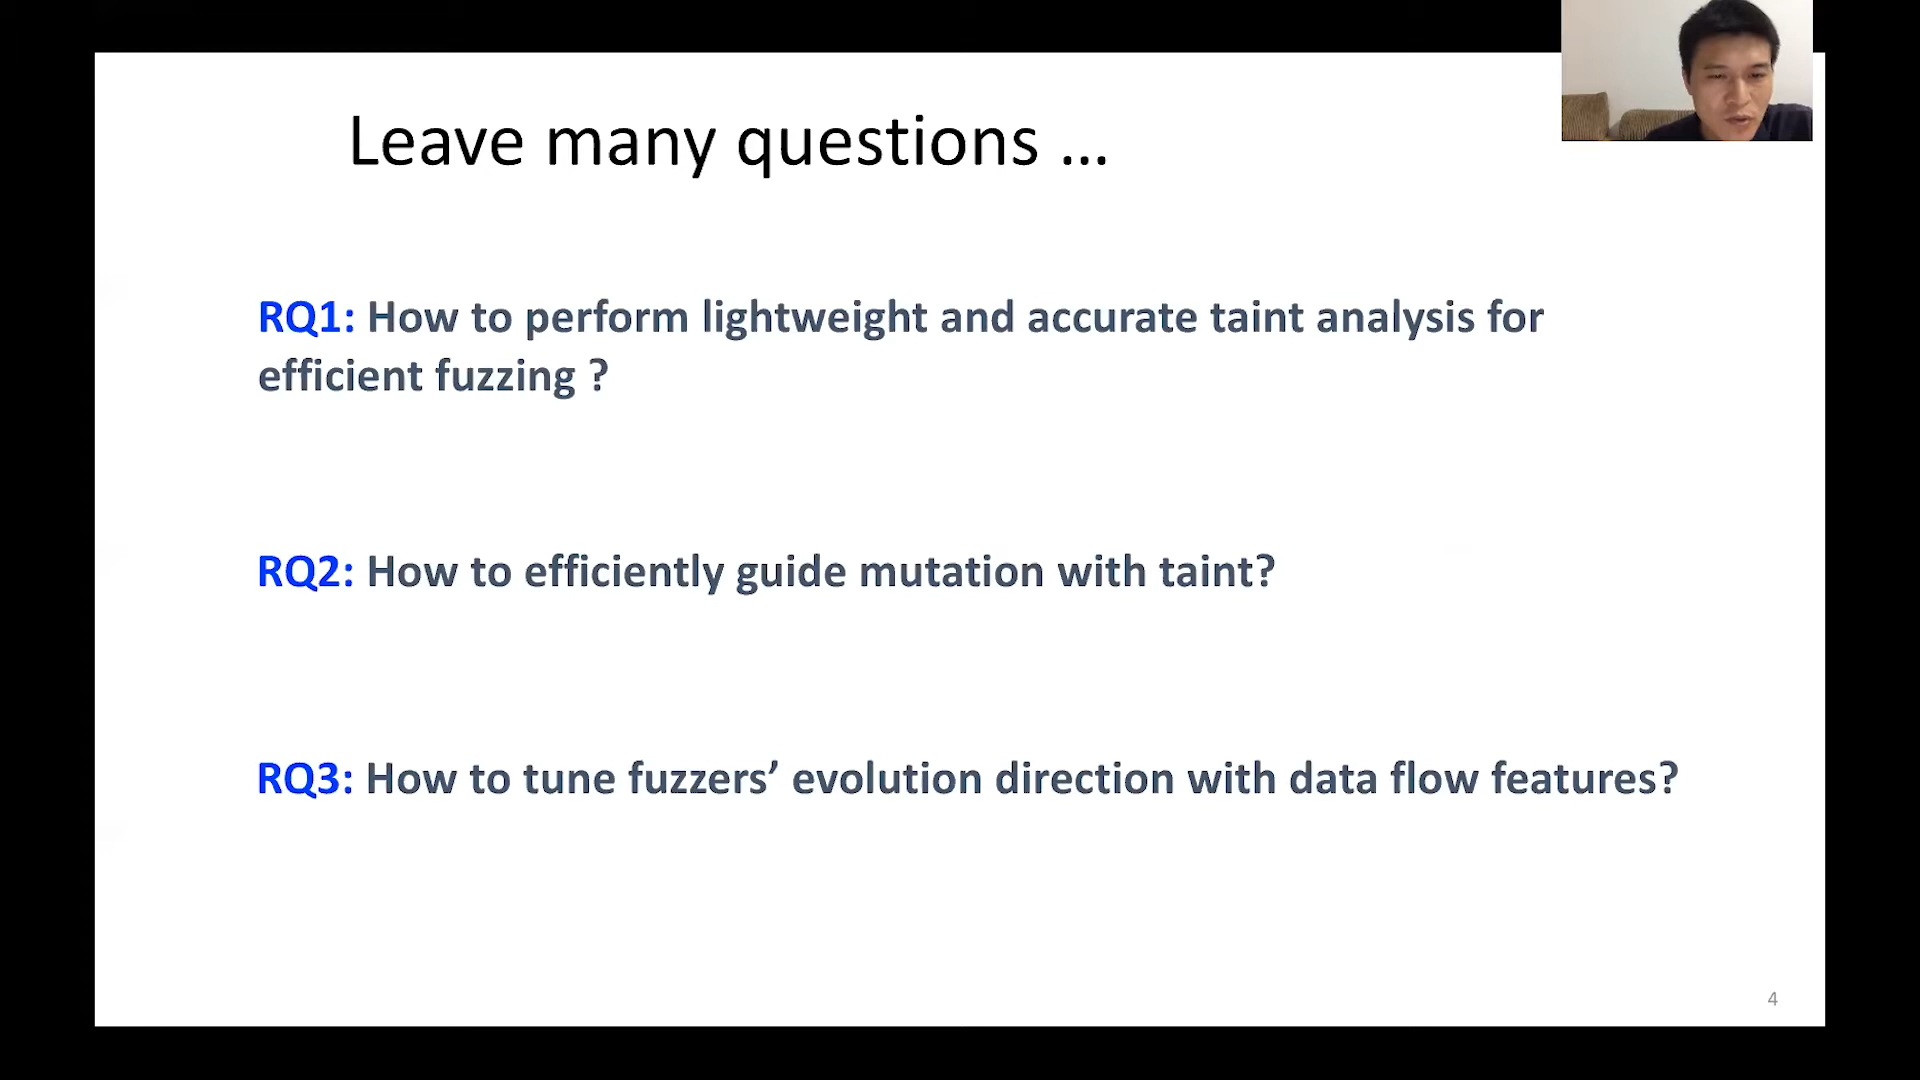 Leave many questions ...
RQ1: How to perform lightweight and accurate taint analysis for
efficient fuzzing ?
RQ2: How to efficiently guide mutation with taint?
RQ3: How to tune fuzzers’ evolution direction with data flow features?
4